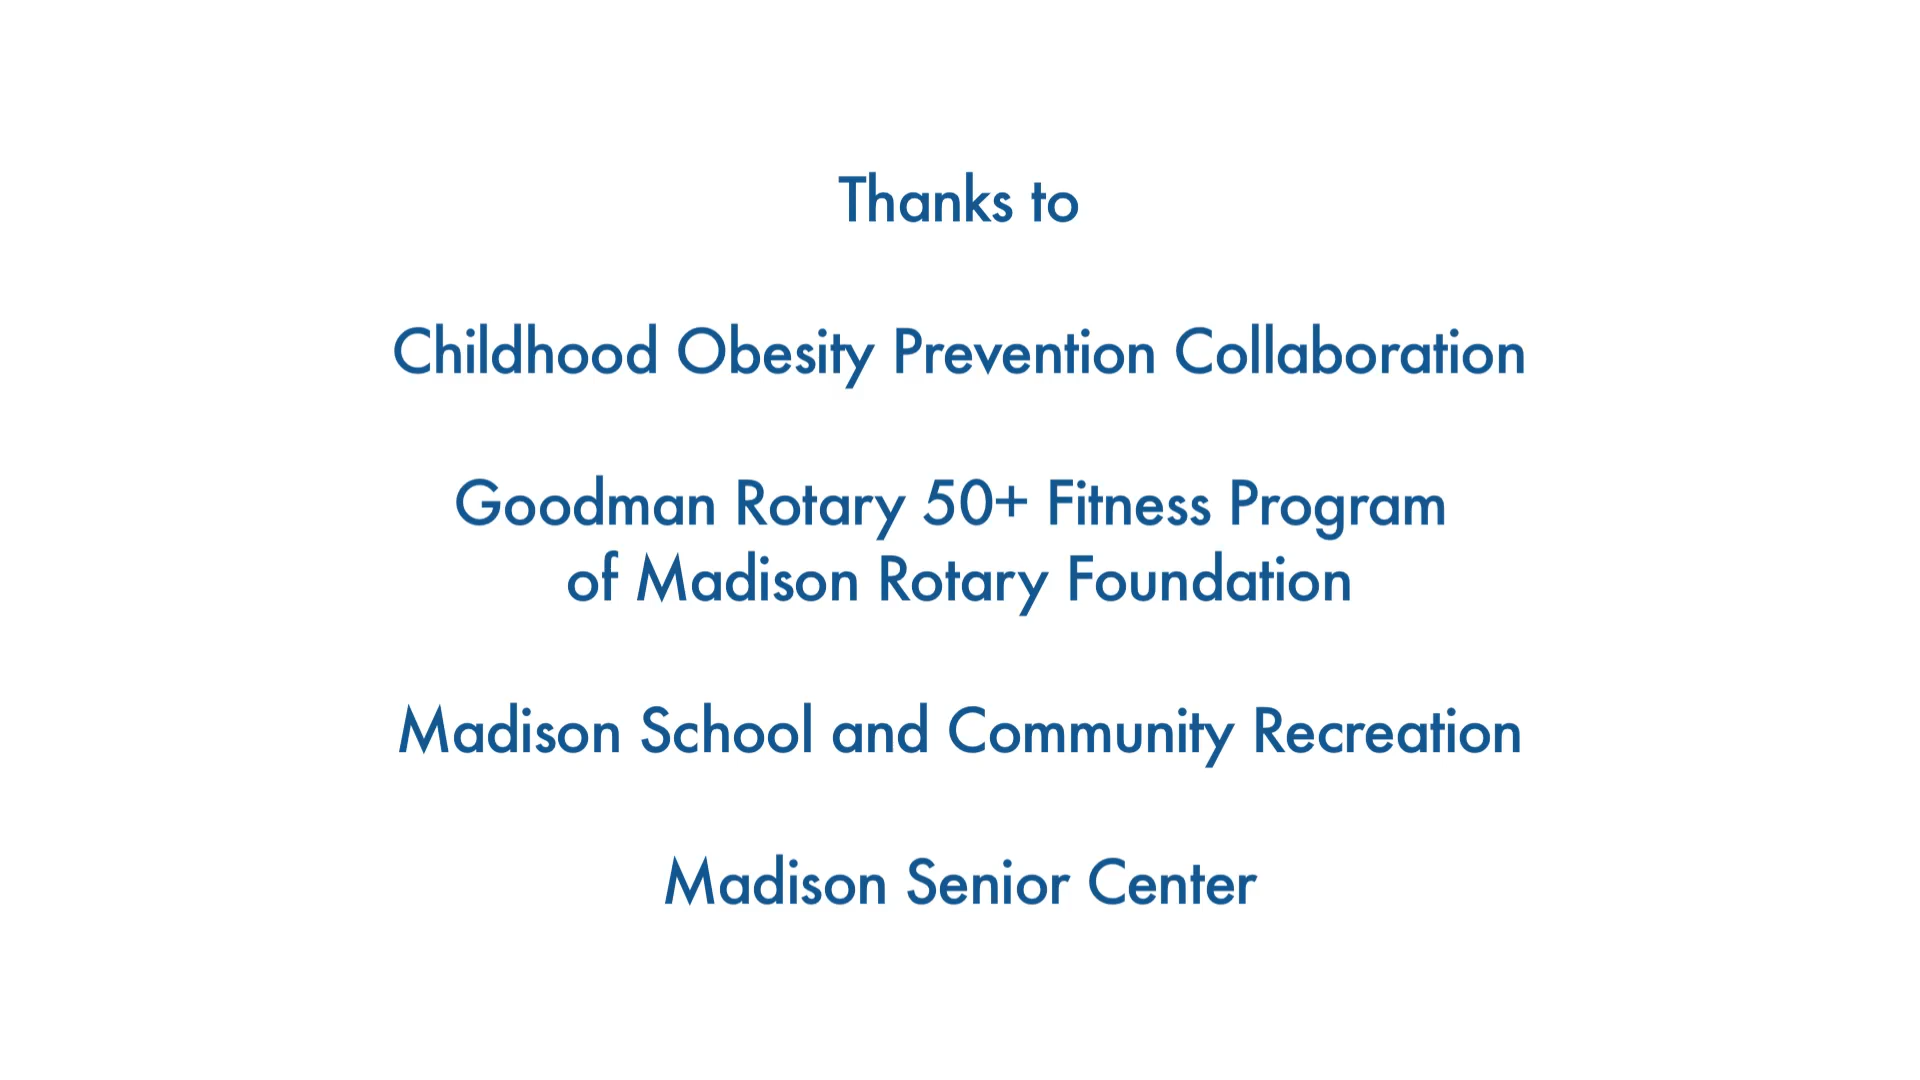 Thanks to
Childhood Obesity Prevention Collaboration
Goodman Rotary 50+ Fitness Program
of Madison Rotary Foundation
Madison School and Community Recreation
Madison Senior Center